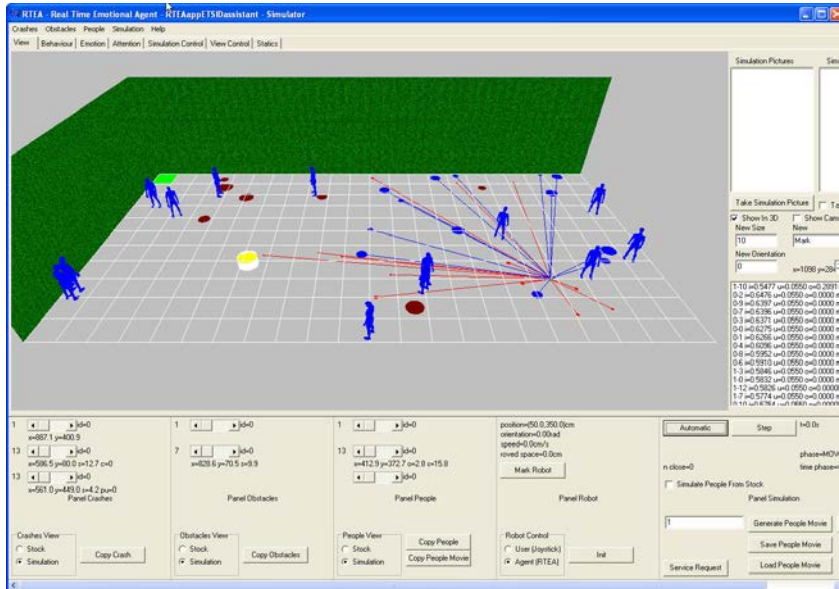 RTEA - Real Time Emotional Agent - RTEAappETSIDassistant - Simulator
Crashes Obstacles People Simulation Help
View Behaviour Emotion Attention Simulation Control View Control Statics
Simulation Pictures
Take Simulation Picture
Show In 3D Show
New Size New
10 Mark
New Orientation
0 x=1098
1-10 i=0.5477 u=0.0550
0-2 i=0.6476 u=0.0550 o=0.0000
0-9 i=0.6397 u=0.0550 o=0.0000
0-7 i=0.6396 u=0.0550 o=0.0000
0-3 i=0.6371 u=0.0550 o=0.0000
0-0 i=0.6275 u=0.0550 o=0.0000
0-1 i=0.6266 u=0.0550 o=0.0000
0-4 i=0.6096 u=0.0550 o=0.0000
0-8 i=0.5952 u=0.0550 o=0.0000
0-6 i=0.5910 u=0.0550 o=0.0000
1-3 i=0.5846 u=0.0550 o=0.0000
1-0 i=0.5832 u=0.0550 o=0.0000
1-12 i=0.5826 u=0.0550 o=0.0000
1-7 i=0.5774 u=0.0550 o=0.0000
1 id=0
x=887.1 y=400.9
13 id=0
x=586.5 y=80.0 s=12.7 c=0
13 id=0
x=561.0 y=449.0 s=4.2 pu=0
Panel Crashes
Crashes View
Stock
Simulation
Copy Crash
1 id=0
7 id=0
x=828.6 y=70.5 s=9.9
Panel Obstacles
Obstacles View
Stock
Simulation
Copy Obstacles
1 id=0
13 id=0
x=412.9 y=372.7 o=2.8 s=15.8
id=0
Panel People
People View
Stock
Simulation
Copy People
Copy People Movie
position=(50.0,350.0)cm
orientation=0.00rad
speed=0.0cm/s
roved space=0.0cm
Mark Robot
Panel Robot
Robot Control
User (Joystick)
Agent (RTEA)
Init
Automatic Step t=0.0s
n close=0
Simulate People From Stock
Panel Simulation
1
Generate People Movie
Save People Movie
Service Request Load People Movie